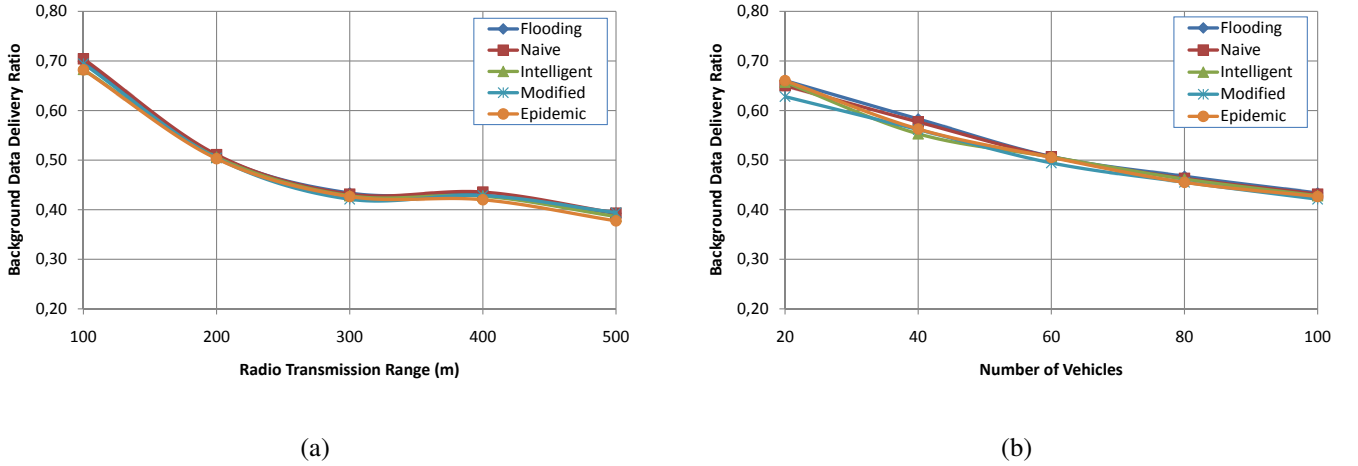 Background Data Delivery Ratio
0,80
0,70
0,60
0,50
0,40
0,30
0,20
100
200
300
400
500
Radio Transmission Range (m)
Flooding
Naive
Intelligent
Modified
Epidemic
(a)
Background Data Delivery Ratio
0,80
0,70
0,60
0,50
0,40
0,30
0,20
20
40
60
80
100
Number of Vehicles
Flooding
Naive
Intelligent
Modified
Epidemic
(b)